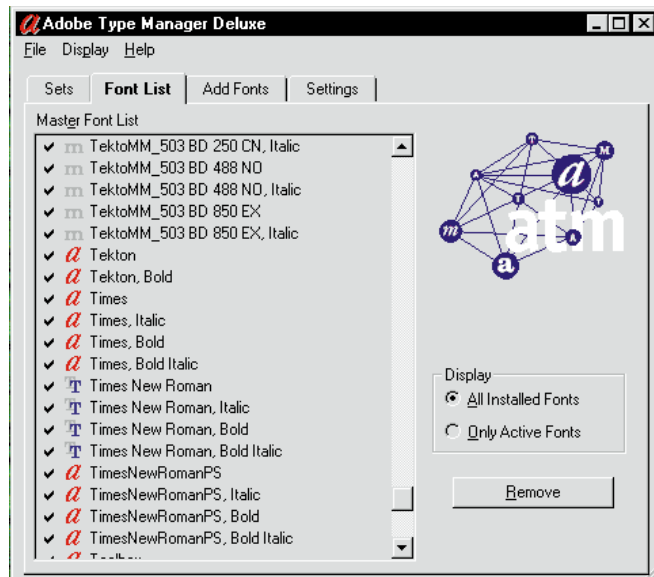 Adobe Type Manager Deluxe
File Display Help
Sets Font List Add Fonts Settings
Master Font List
TektoMM_503 BD 250 CN, Italic
TektoMM_503 BD 488 NO
TektoMM_503 BD 488 NO, Italic
TektoMM_503 BD 850 EX
TektoMM_503 BD 850 EX, Italic
Tekton
Tekton, Bold
Times
Times, Italic
Times, Bold
Times, Bold Italic
Times New Roman
Times New Roman, Italic
Times New Roman, Bold
Times New Roman, Bold Italic
TimesNewRomanPS
TimesNewRomanPS, Italic
TimesNewRomanPS, Bold
TimesNewRomanPS, Bold Italic
atm
Display
All Installed Fonts
Only Active Fonts
Remove